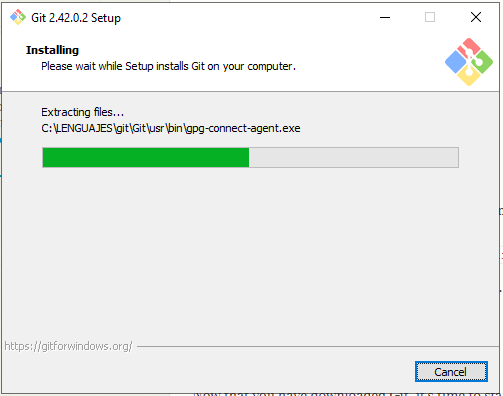 Git 2.42.0.2 Setup
Installing
Please wait while Setup installs Git on your computer.
Extracting files...
C:\LENGUAJES\git\Git\usr\bin\gpg-connect-agent.exe
https://gitforwindows.org/
Cancel